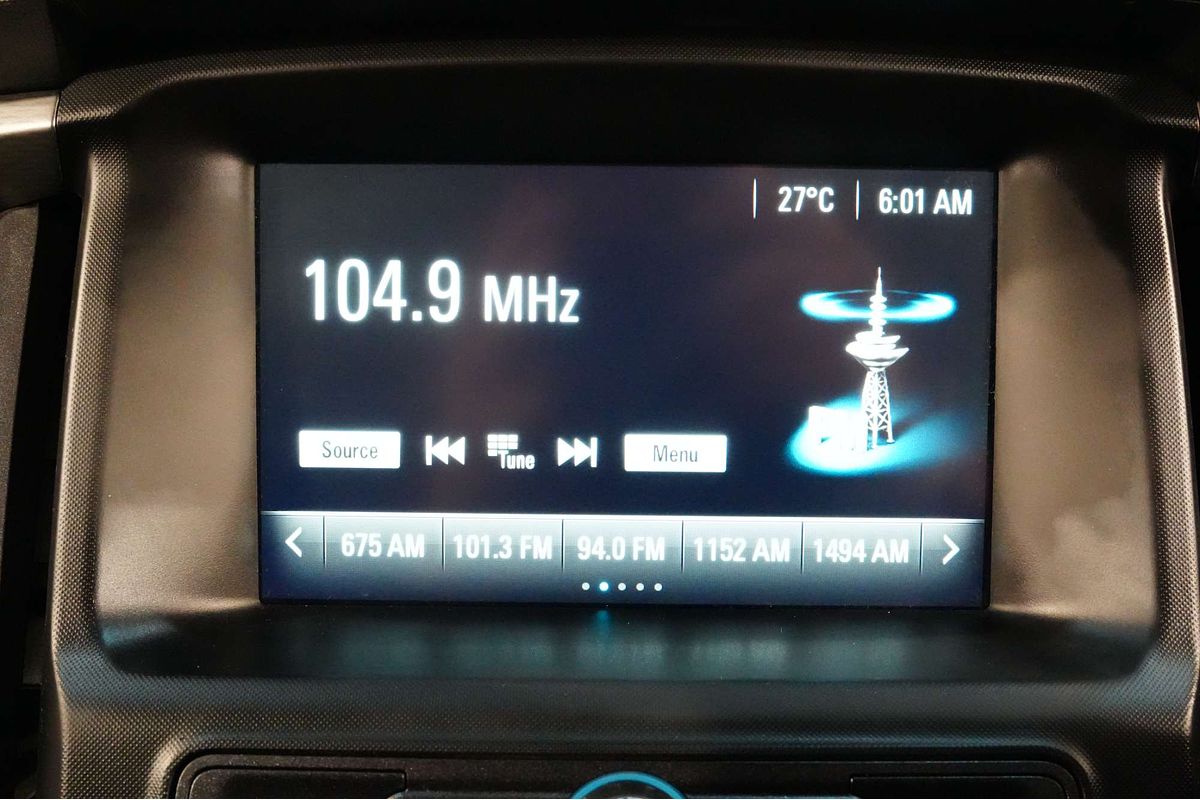 27°C 6:01 AM
104.9 MHz
Source Tune Menu
675 AM 101.3 FM 94.0 FM 1152 AM 1494 AM